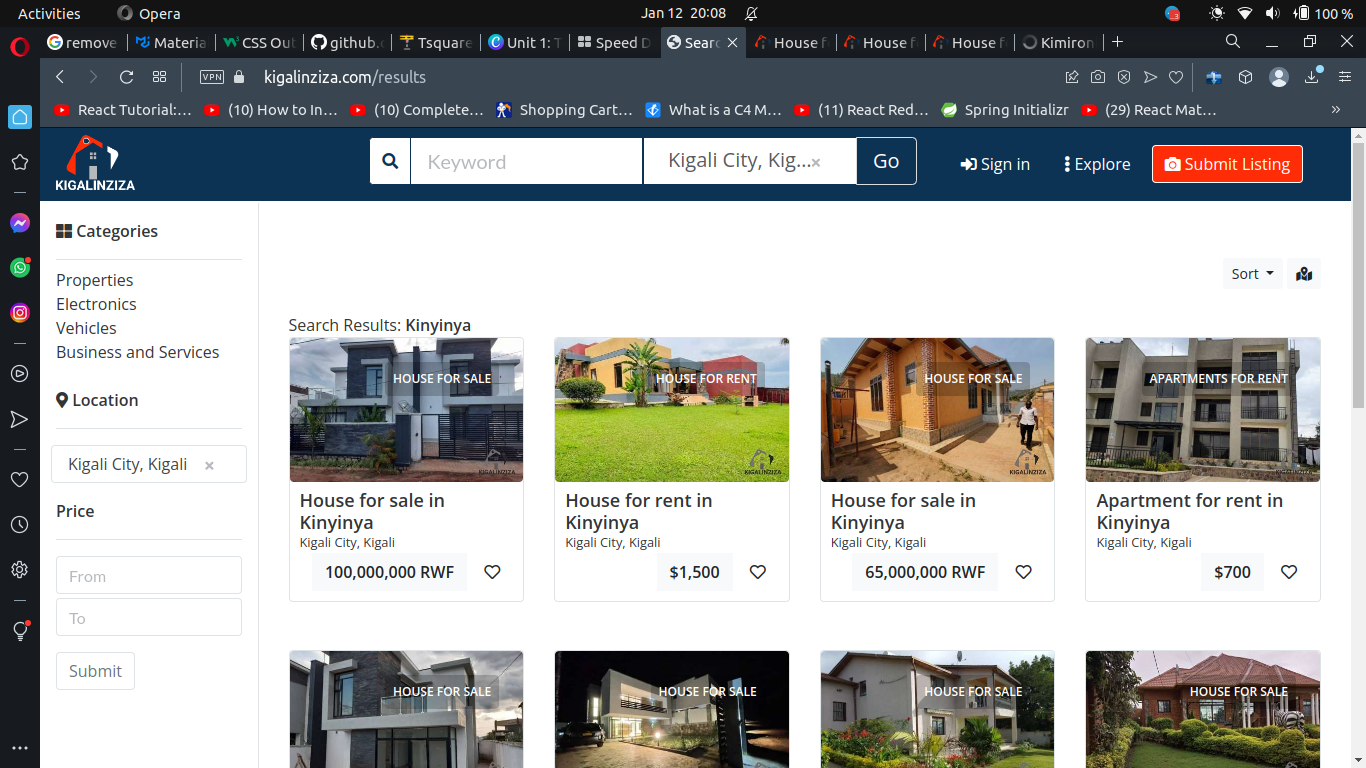 Activities
Opera
Jan 12 20:08
100 %
remove
Materia
CSS Out
github.c
Tsquare
Unit 1: T
Speed D
Searc
House f
House f
House f
Kimiron
VPN
kigalinziza.com/results
React Tutorial:...
(10) How to In...
(10) Complete...
Shopping Cart...
What is a C4 M...
(11) React Red...
Spring Initializr
(29) React Mat...
»
KIGALINZIZA
Keyword
Kigali City, Kig...×
Go
Sign in
Explore
Submit Listing
Categories
Properties
Electronics
Vehicles
Business and Services
Location
Kigali City, Kigali ×
Price
From
To
Submit
Sort
Search Results: Kinyinya
HOUSE FOR SALE
KIGALINZIZA
House for sale in
Kinyinya
Kigali City, Kigali
100,000,000 RWF
HOUSE FOR RENT
KIGALINZIZA
House for rent in
Kinyinya
Kigali City, Kigali
$1,500
HOUSE FOR SALE
KIGALINZIZA
House for sale in
Kinyinya
Kigali City, Kigali
65,000,000 RWF
APARTMENTS FOR RENT
KIGALINZIZA
Apartment for rent in
Kinyinya
Kigali City, Kigali
$700
HOUSE FOR SALE
HOUSE FOR SALE
HOUSE FOR SALE
HOUSE FOR SALE